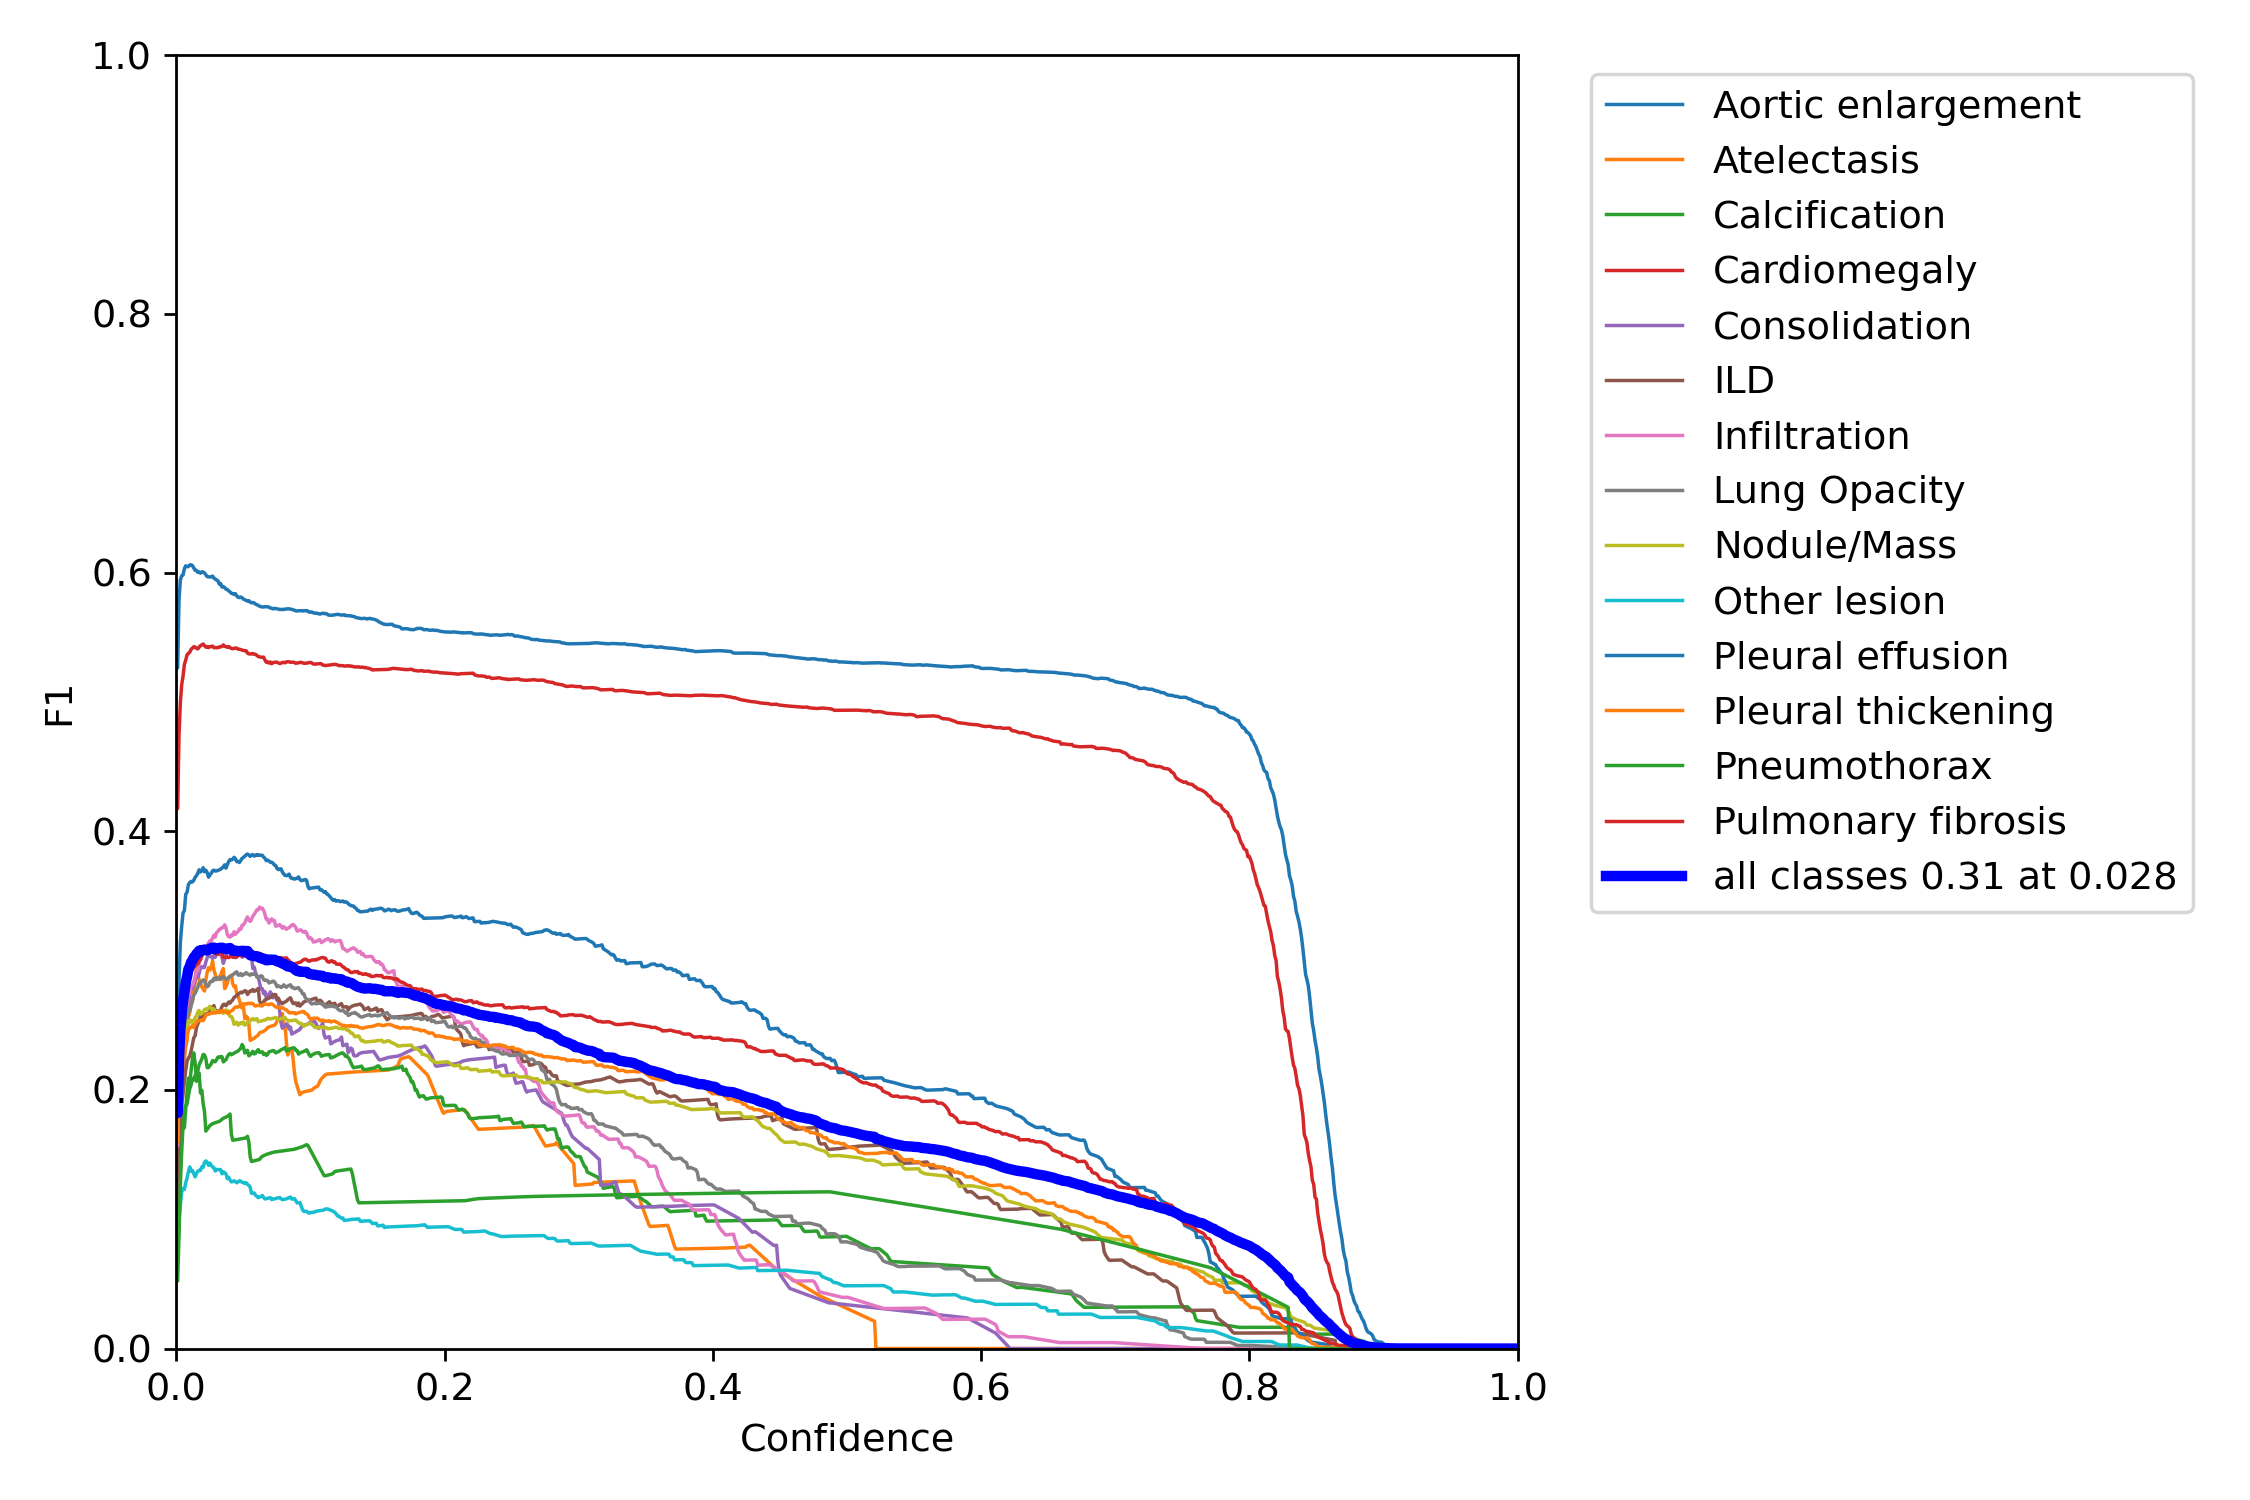 1.0
0.8
0.6
0.4
0.2
0.0
F1
0.0 0.2 0.4 0.6 0.8 1.0
Confidence
Aortic enlargement
Atelectasis
Calcification
Cardiomegaly
Consolidation
ILD
Infiltration
Lung Opacity
Nodule/Mass
Other lesion
Pleural effusion
Pleural thickening
Pneumothorax
Pulmonary fibrosis
all classes 0.31 at 0.028